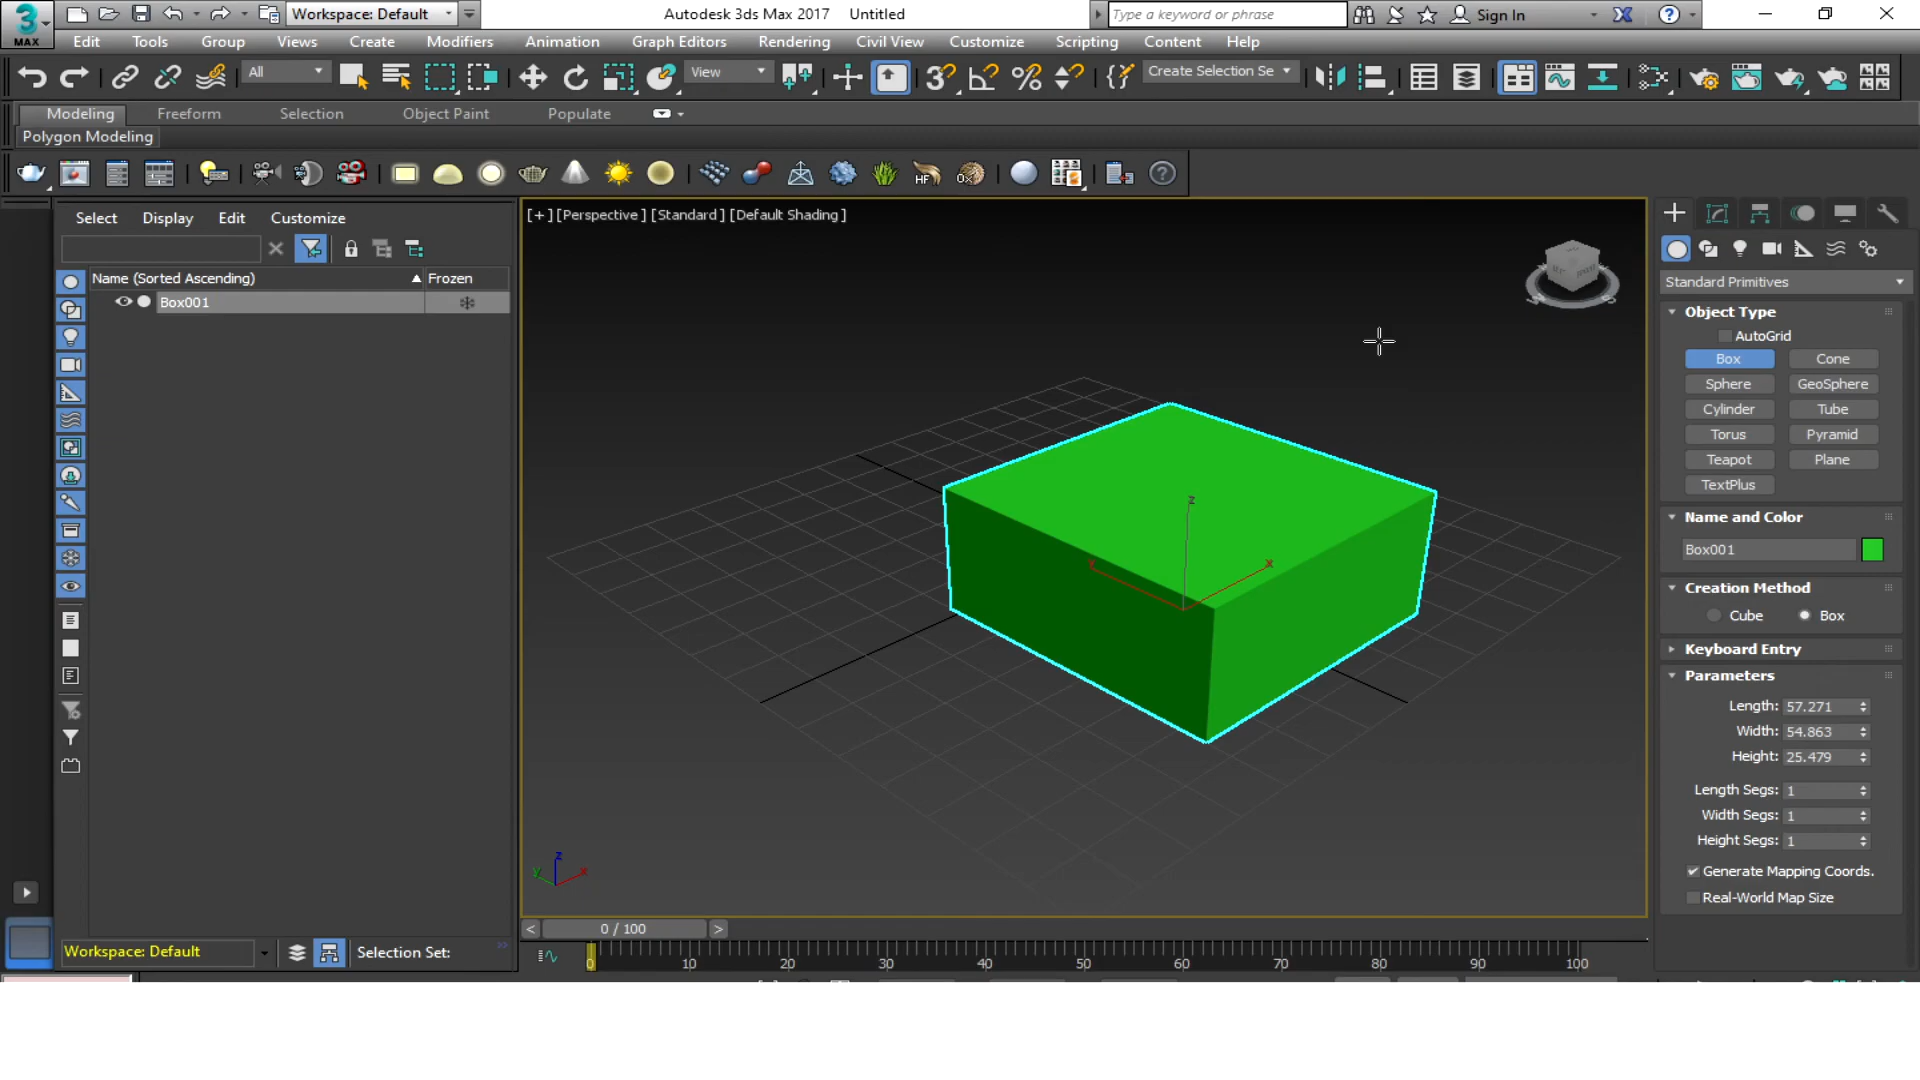 3
MAX
Workspace: Default
Autodesk 3ds Max 2017 Untitled
Type a keyword or phrase
Sign In
Edit Tools Group Views Create Modifiers Animation Graph Editors Rendering Civil View Customize Scripting Content Help
All
View
3
Create Selection Se
Modeling Freeform Selection Object Paint Populate
Polygon Modeling
HF
Select Display Edit Customize
Name (Sorted Ascending) Frozen
Box001
[+] [Perspective] [Standard] [Default Shading]
Standard Primitives
Object Type
AutoGrid
Box Cone
Sphere GeoSphere
Cylinder Tube
Torus Pyramid
Teapot Plane
TextPlus
Name and Color
Box001
Creation Method
Cube Box
Keyboard Entry
Parameters
Length: 57.271
Width: 54.863
Height: 25.479
Length Segs: 1
Width Segs: 1
Height Segs: 1
Generate Mapping Coords.
Real-World Map Size
z
Y
x
z
y
x
< 0 / 100 >
Workspace: Default
Selection Set:
0 10 20 30 40 50 60 70 80 90 100